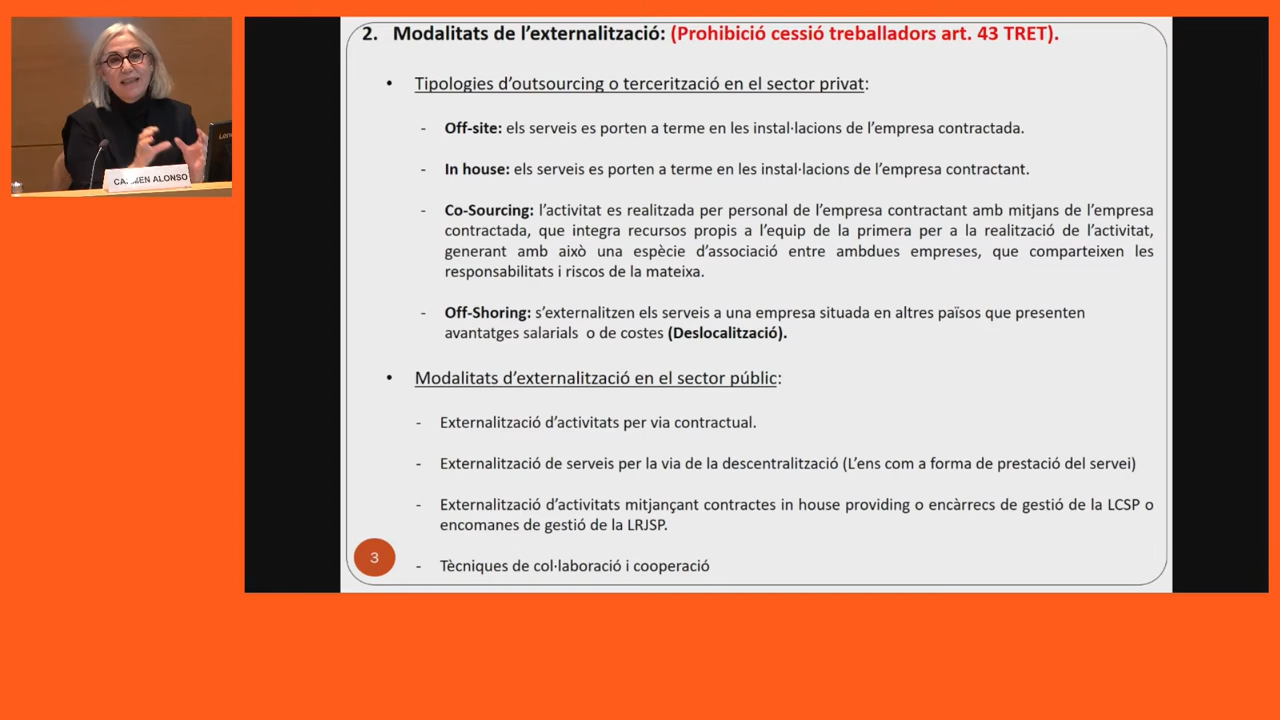 CARMEN ALONSO
Leno
2. Modalitats de l'externalització: (Prohibició cessió treballadors art. 43 TRET).
• Tipologies d'outsourcing o tercerització en el sector privat:
- Off-site: els serveis es porten a terme en les instal·lacions de l'empresa contractada.
- In house: els serveis es porten a terme en les instal·lacions de l'empresa contractant.
- Co-Sourcing: l'activitat es realitzada per personal de l'empresa contractant amb mitjans de l'empresa
contractada, que integra recursos propis a l'equip de la primera per a la realització de l'activitat,
generant amb això una espècie d'associació entre ambdues empreses, que comparteixen les
responsabilitats i riscos de la mateixa.
- Off-Shoring: s'externalitzen els serveis a una empresa situada en altres països que presenten
avantatges salarials o de costes (Deslocalització).
• Modalitats d'externalització en el sector públic:
- Externalització d'activitats per via contractual.
- Externalització de serveis per la via de la descentralització (L'ens com a forma de prestació del servei)
- Externalització d'activitats mitjançant contractes in house providing o encàrrecs de gestió de la LCSP o
encomanes de gestió de la LRJSP.
- Tècniques de col·laboració i cooperació
3